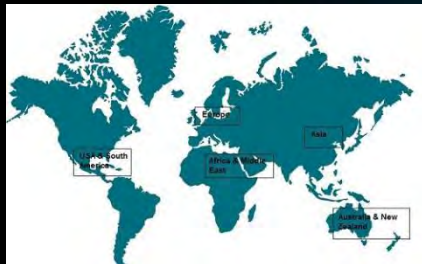 Europe
Asia
USA & South
America
Africa & Middle
East
Australia & New
Zealand